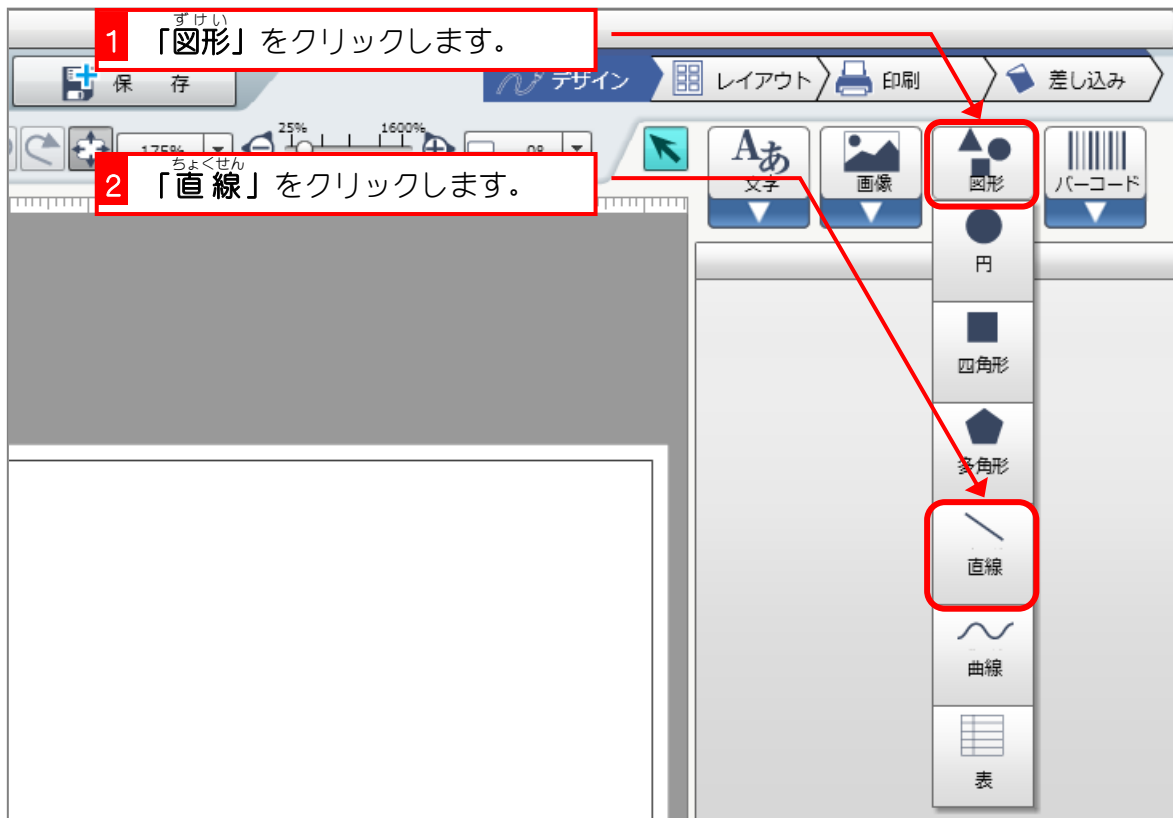 1 「図形」をクリックします。
ずけい
保 存
デザイン
レイアウト
印刷
差し込み
175%
25%
1600%
2 「直線」をクリックします。
ちょくせん
Aあ
文字
画像
図形
バーコード
円
四角形
多角形
直線
曲線
表